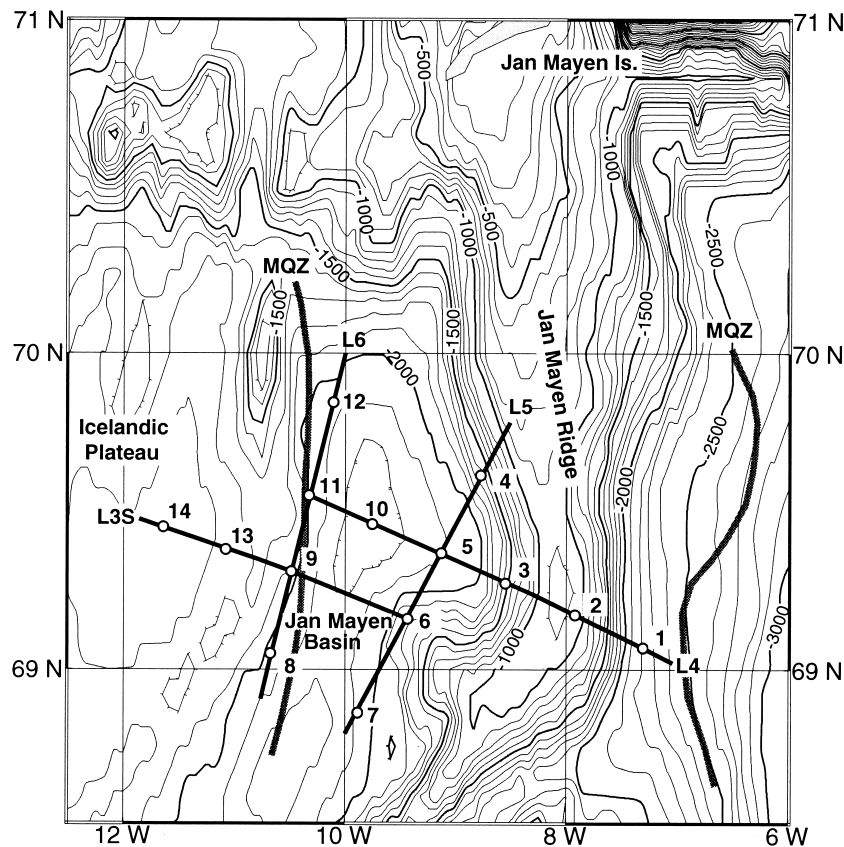 71 N
71 N
-500
Jan Mayen Is.
-1000
-1000
-500
-1000
-2500
MQZ
-1500
-1500
-1500
-1500
MQZ
70 N
L6
70 N
-2000
Jan Mayen Ridge
12
L5
Icelandic
Plateau
-2500
4
-2000
11
L3S
14
10
13
5
9
3
2
Jan Mayen
Basin
6
1
-3000
-1000
69 N
8
L4
69 N
7
12 W
10 W
8 W
6 W